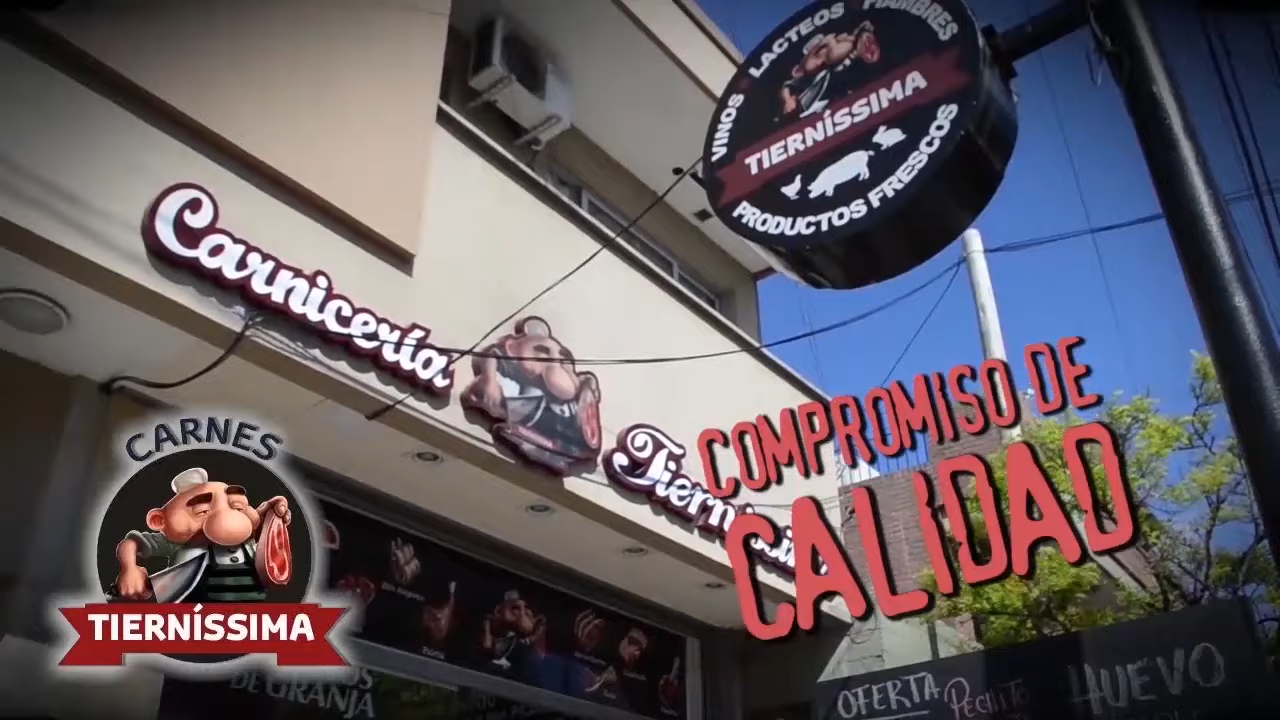 VINOS LACTEOS FIAMBRES
TIERNÍSSIMA
PRODUCTOS FRESCOS
Carnicería
COMPROMISO DE
CALIDAD
CARNES
TIERNÍSSIMA
DE GRANJA
OFERTA PECHITO HUEVO